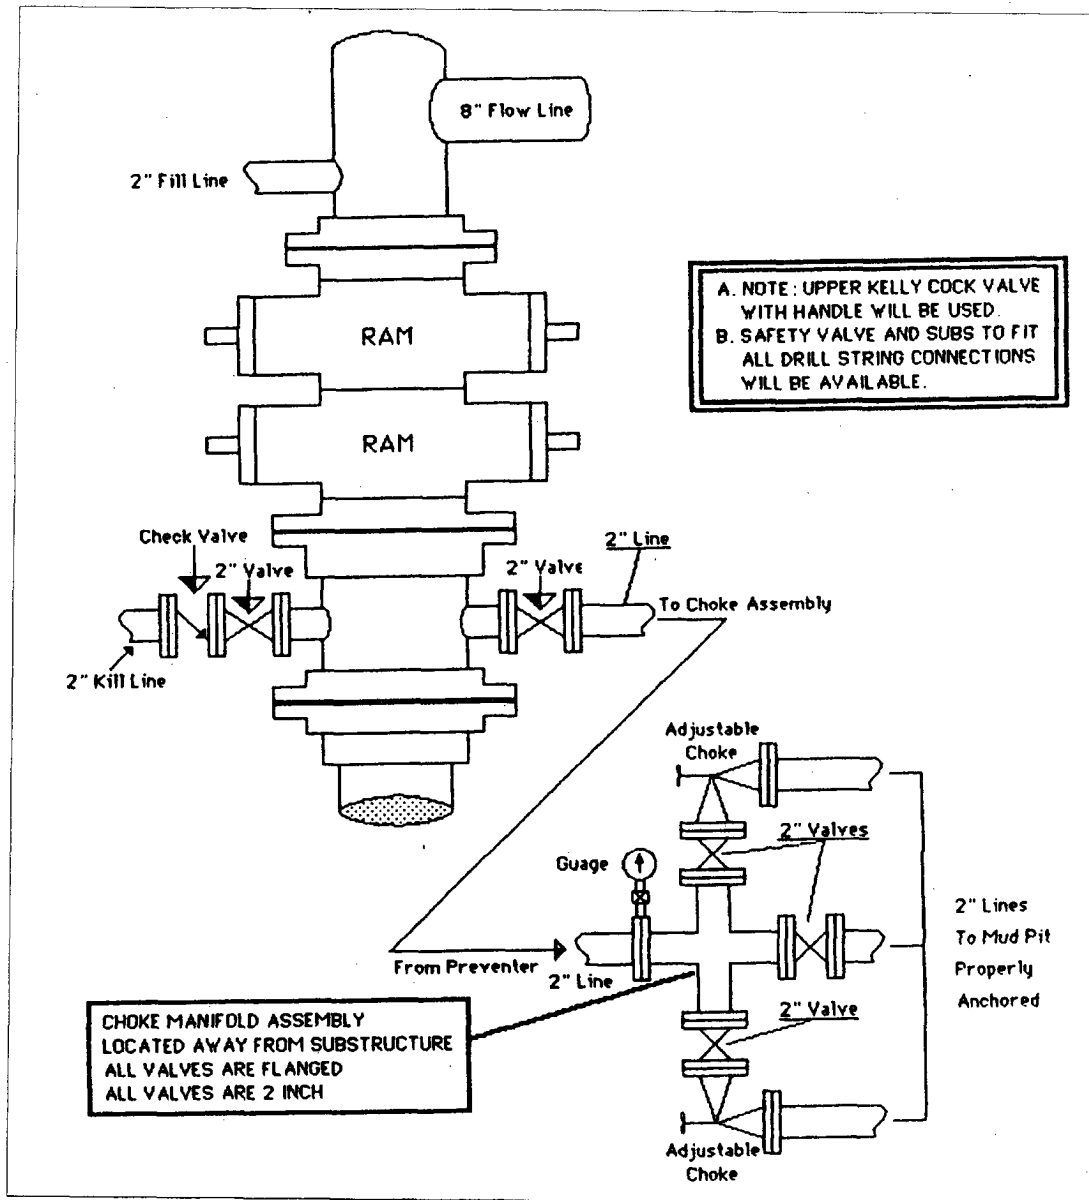 8" Flow Line
2" Fill Line
A. NOTE: UPPER KELLY COCK VALVE
WITH HANDLE WILL BE USED.
B. SAFETY VALVE AND SUBS TO FIT
ALL DRILL STRING CONNECTIONS
WILL BE AVAILABLE.
RAM
RAM
Check Valve
2" Valve
2" Valve
2" Line
To Choke Assembly
2" Kill Line
Adjustable
Choke
2" Valves
Guage
2" Lines
To Mud Pit
Properly
Anchored
From Preventer
2" Line
2" Valve
CHOKE MANIFOLD ASSEMBLY
LOCATED AWAY FROM SUBSTRUCTURE
ALL VALVES ARE FLANGED
ALL VALVES ARE 2 INCH
Adjustable
Choke